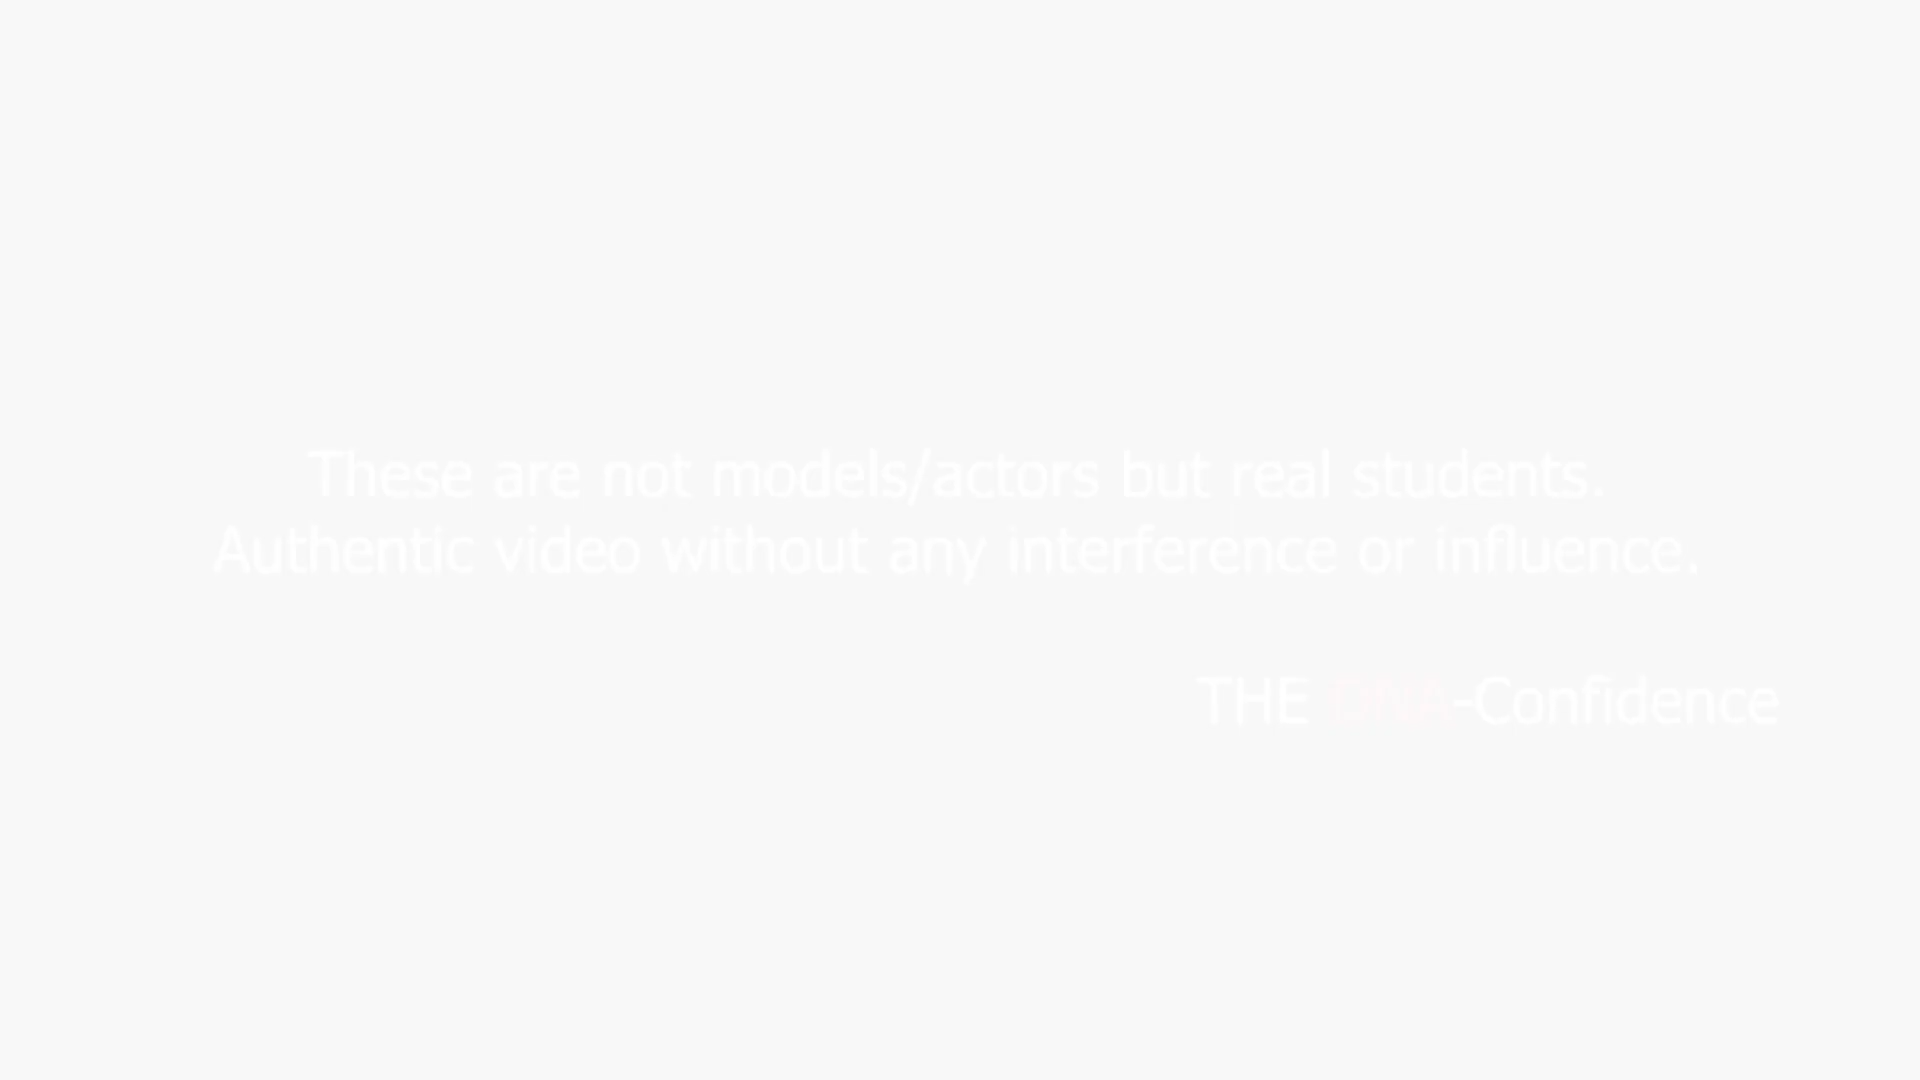 These are not models/actors but real students.
Authentic video without any interference or influence.
THE DNA-Confidence